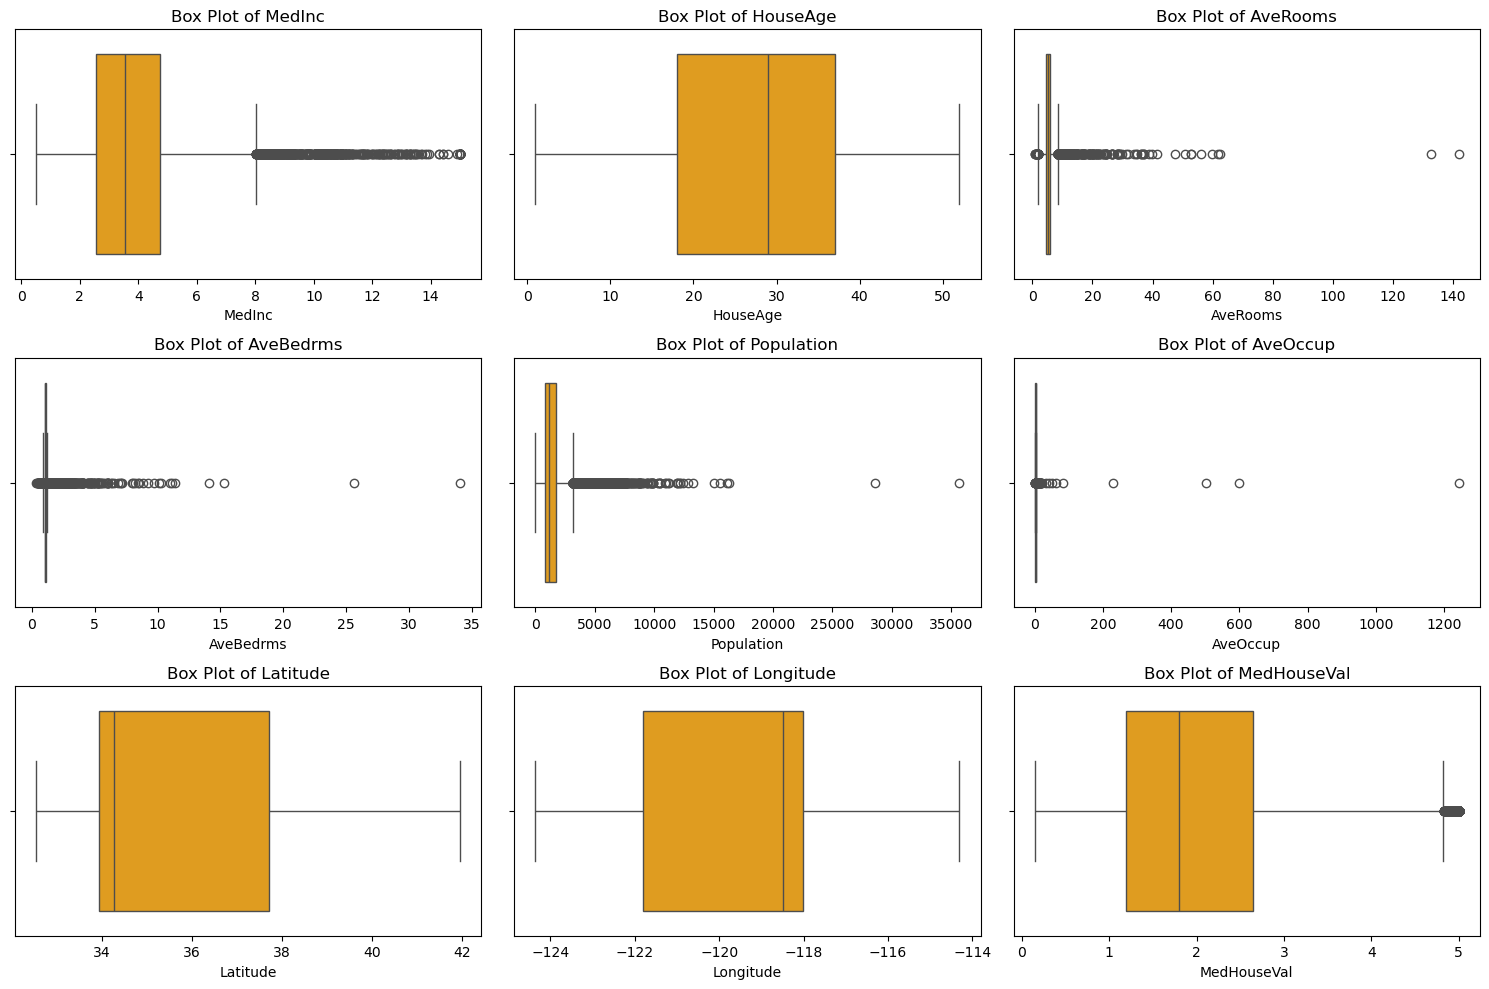 Box Plot of MedInc
0 2 4 6 8 10 12 14
MedInc
Box Plot of HouseAge
0 10 20 30 40 50
HouseAge
Box Plot of AveRooms
0 20 40 60 80 100 120 140
AveRooms
Box Plot of AveBedrms
0 5 10 15 20 25 30 35
AveBedrms
Box Plot of Population
0 5000 10000 15000 20000 25000 30000 35000
Population
Box Plot of AveOccup
0 200 400 600 800 1000 1200
AveOccup
Box Plot of Latitude
34 36 38 40 42
Latitude
Box Plot of Longitude
−124 −122 −120 −118 −116 −114
Longitude
Box Plot of MedHouseVal
0 1 2 3 4 5
MedHouseVal